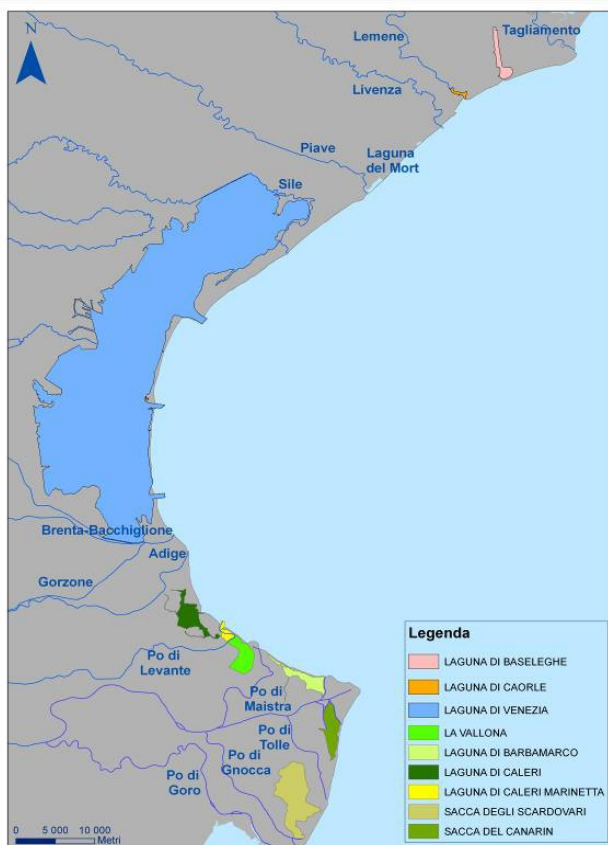 N
Lemene
Tagliamento
Livenza
Piave
Laguna
del Mort
Sile
Brenta-Bacchiglione
Adige
Gorzone
Po di
Levante
Po di
Maistra
Po di
Tolle
Po di
Gnocca
Po di
Goro
Legenda
LAGUNA DI BASELEGHE
LAGUNA DI CAORLE
LAGUNA DI VENEZIA
LA VALLONA
LAGUNA DI BARBAMARCO
LAGUNA DI CALERI
LAGUNA DI CALERI MARINETTA
SACCA DEGLI SCARDOVARI
SACCA DEL CANARIN
0 5 000 10 000
Metri